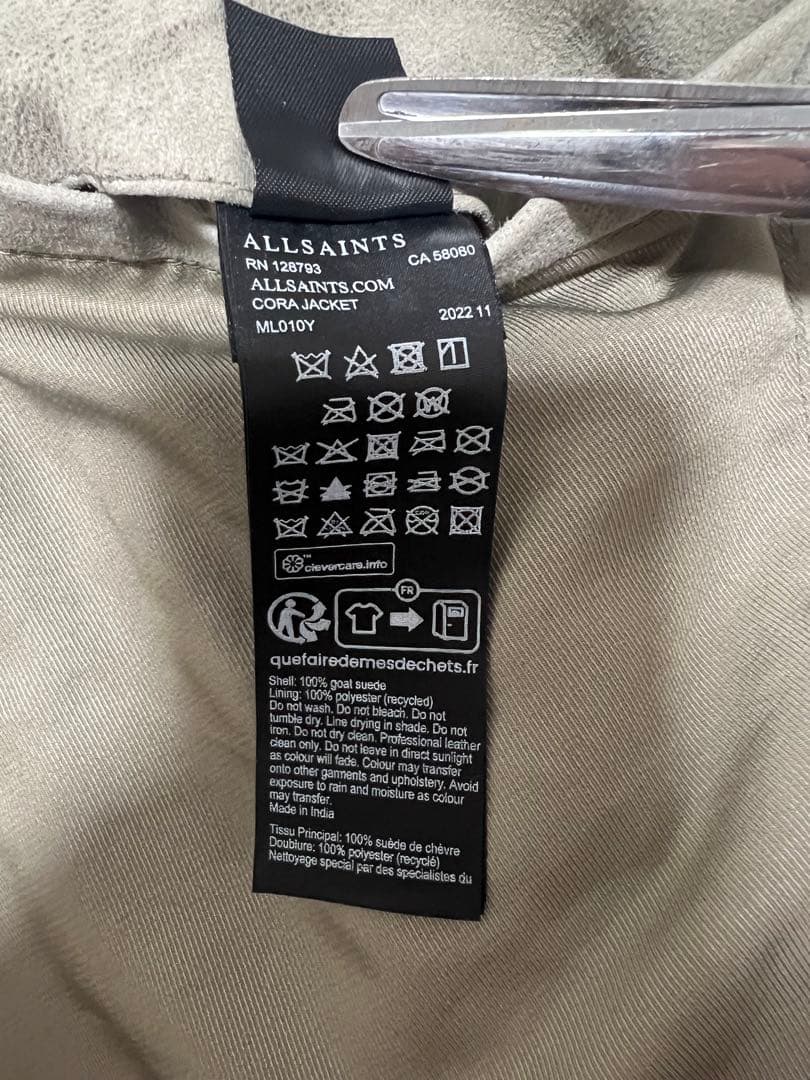 ALLSAINTS
RN 128793 CA 58080
ALLSAINTS.COM
CORA JACKET
ML010Y 2022 11
clevercare.info
FR
quefairedemesdechets.fr
Shell: 100% goat suede
Lining: 100% polyester (recycled)
Do not wash. Do not bleach. Do not
tumble dry. Line drying in shade. Do not
iron. Do not dry clean. Professional leather
clean only. Do not leave in direct sunlight
as colour will fade. Colour may transfer
onto other garments and upholstery. Avoid
exposure to rain and moisture as colour
may transfer.
Made in India
Tissu Principal: 100% suède de chèvre
Doublure: 100% polyester (recyclé)
Nettoyage special par des specialistes du